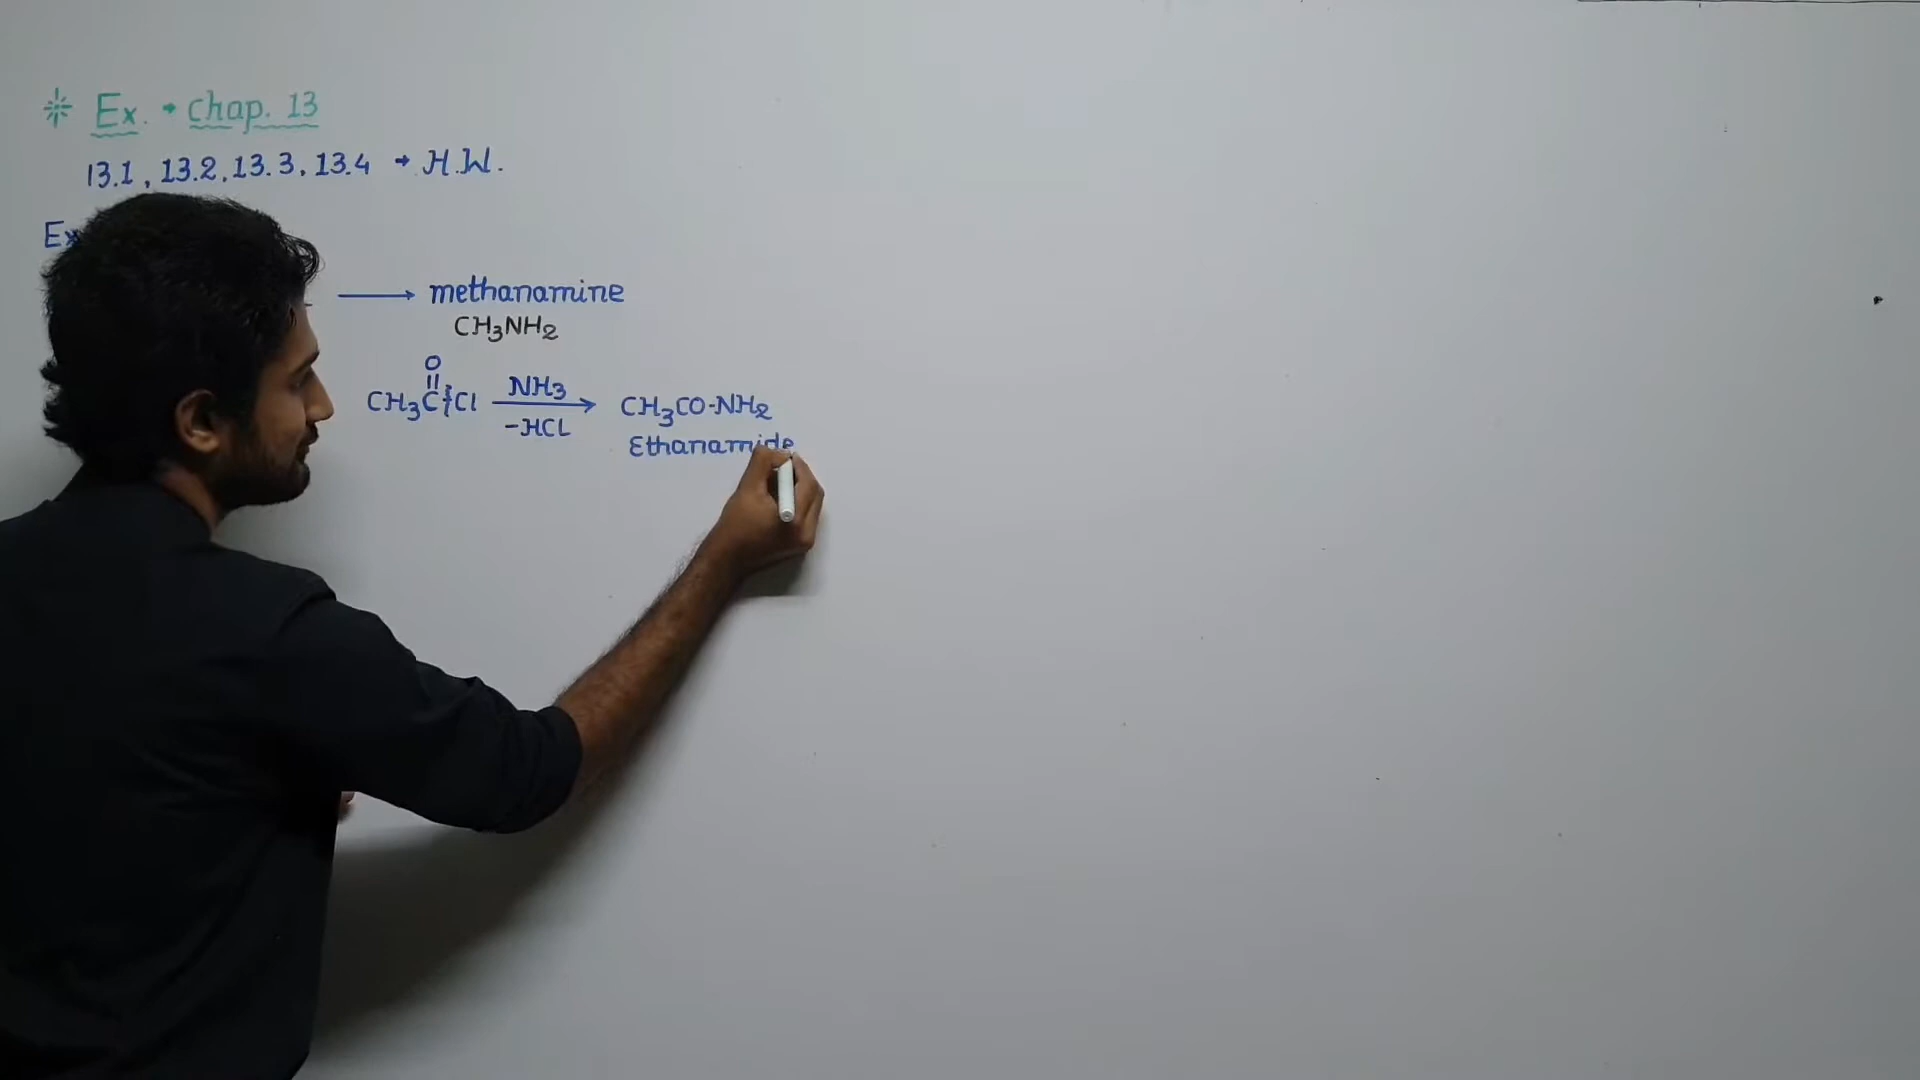 * Ex. → Chap. 13
13.1, 13.2, 13.3, 13.4 → H.W.
Ex
⟶ methanamine
CH₃NH₂
O
||
CH₃C Cl NH₃ ⟶ CH₃CO-NH₂
-HCL
Ethanamide